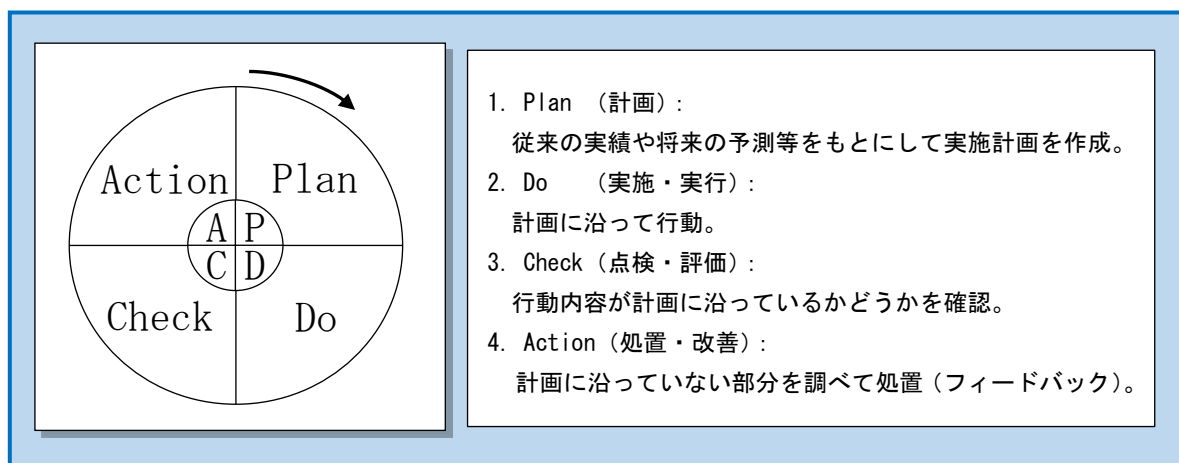 Action
Plan
A
P
C
D
Check
Do
1. Plan （計画）：
従来の実績や将来の予測等をもとにして実施計画を作成。
2. Do （実施・実行）：
計画に沿って行動。
3. Check（点検・評価）：
行動内容が計画に沿っているかどうかを確認。
4. Action（処置・改善）：
計画に沿っていない部分を調べて処置（フィードバック）。